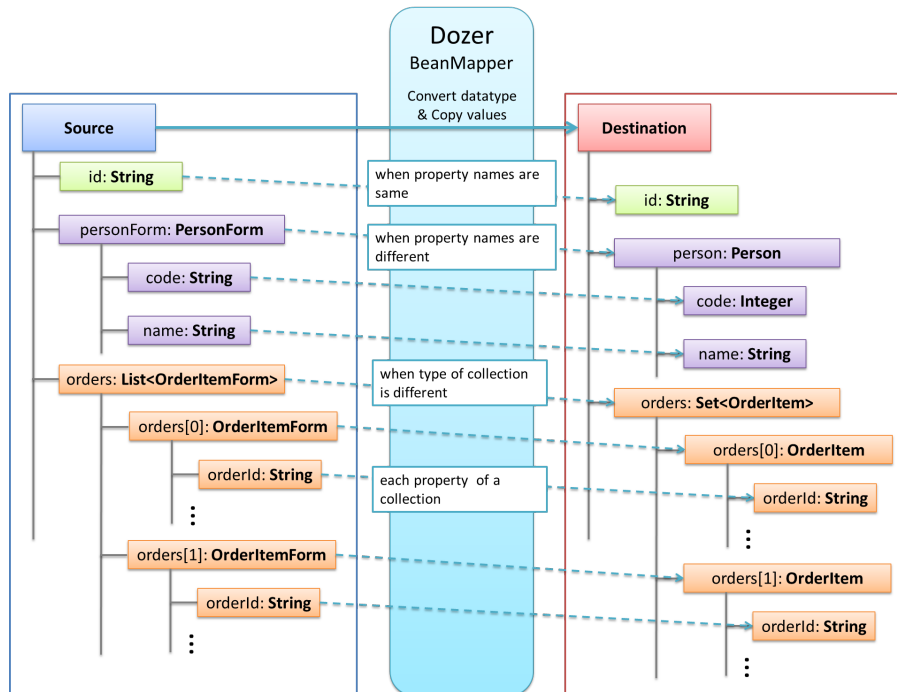 Dozer
BeanMapper
Convert datatype
& Copy values
Source
Destination
id: String
when property names are
same
id: String
personForm: PersonForm
when property names are
different
person: Person
code: String
code: Integer
name: String
name: String
orders: List<OrderItemForm>
when type of collection
is different
orders: Set<OrderItem>
orders[0]: OrderItemForm
orders[0]: OrderItem
orderId: String
each property of a
collection
orderId: String
orders[1]: OrderItemForm
orders[1]: OrderItem
orderId: String
orderId: String